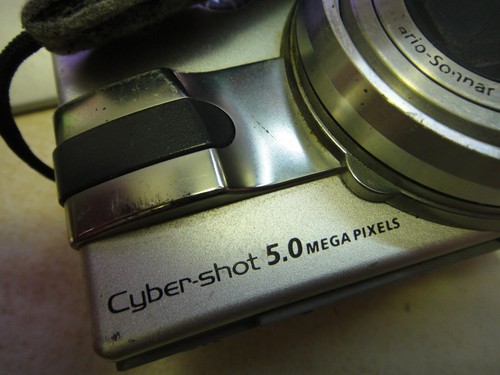 ario-Sonnar
Cyber-shot 5.0 MEGA PIXELS